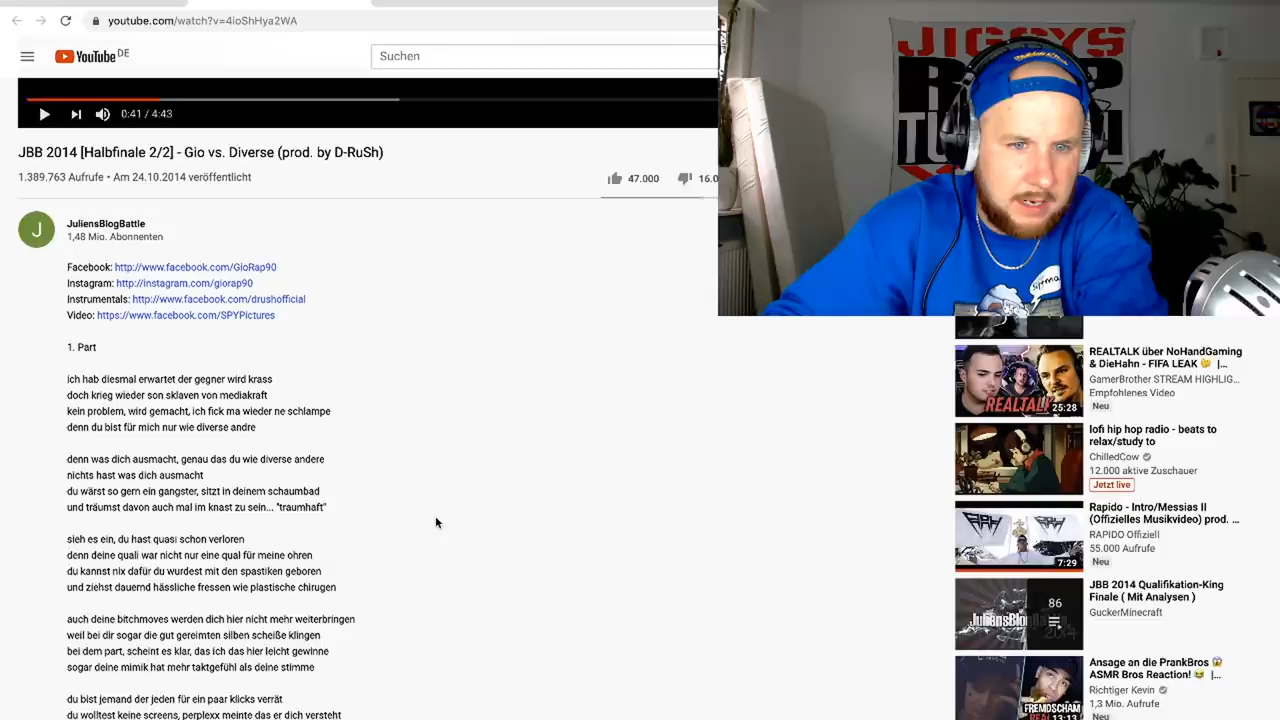 youtube.com/watch?v=4ioShHya2WA
YouTube DE
Suchen
0:41 / 4:43
JBB 2014 [Halbfinale 2/2] - Gio vs. Diverse (prod. by D-RuSh)
1.389.763 Aufrufe • Am 24.10.2014 veröffentlicht
47.000
16.0
J
JuliensBlogBattle
1,48 Mio. Abonnenten
Facebook: http://www.facebook.com/GioRap90
Instagram: http://instagram.com/giorap90
Instrumentals: http://www.facebook.com/drushofficial
Video: https://www.facebook.com/SPYPictures
1. Part
ich hab diesmal erwartet der gegner wird krass
doch krieg wieder son sklaven von mediakraft
kein problem, wird gemacht, ich fick ma wieder ne schlampe
denn du bist für mich nur wie diverse andre
denn was dich ausmacht, genau das du wie diverse andere
nichts hast was dich ausmacht
du wärst so gern ein gangster, sitzt in deinem schaumbad
und träumst davon auch mal im knast zu sein... "traumhaft"
sieh es ein, du hast quasi schon verloren
denn deine quali war nicht nur eine qual für meine ohren
du kannst nix dafür du wurdest mit den spastiken geboren
und ziehst dauernd hässliche fressen wie plastische chirugen
auch deine bitchmoves werden dich hier nicht mehr weiterbringen
weil bei dir sogar die gut gereimten silben scheiße klingen
bei dem part, scheint es klar, das ich das hier leicht gewinne
sogar deine mimik hat mehr taktgefühl als deine stimme
du bist jemand der jeden für ein paar klicks verrät
du wolltest keine screens, perplexx meinte das er dich versteht
JIGGYS
REALTALK
25:28
REALTALK über NoHandGaming
& DieHahn - FIFA LEAK 🤔 |...
GamerBrother STREAM HIGHLIG...
Empfohlenes Video
Neu
lofi hip hop radio - beats to
relax/study to
ChilledCow
12.000 aktive Zuschauer
Jetzt live
7:29
Rapido - Intro/Messias II
(Offizielles Musikvideo) prod. ...
RAPIDO Offiziell
55.000 Aufrufe
Neu
86
JBB 2014 Qualifikation-King
Finale ( Mit Analysen )
GuckerMinecraft
FREMDSCHÄM
13:13
Ansage an die PrankBros 😱
ASMR Bros Reaction! 😂 |...
Richtiger Kevin
1,3 Mio. Aufrufe
Neu